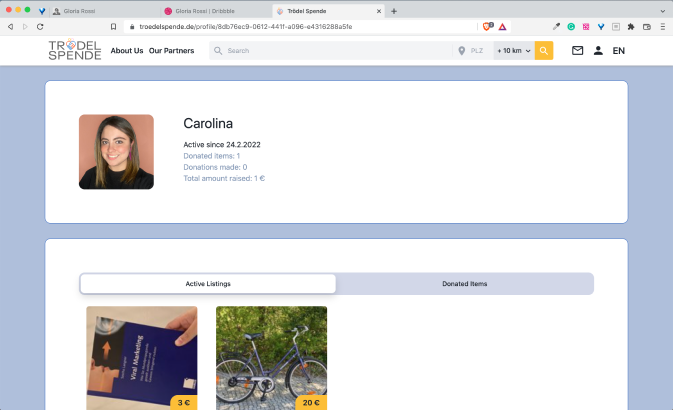 Gloria Rossi
Gloria Rossi | Dribbble
Trödel Spende
troedelspende.de/profile/8db76ec9-0612-441f-a096-e4316288a5fe
TRÖDEL
SPENDE
About Us
Our Partners
Search
PLZ
+ 10 km
EN
Carolina
Active since 24.2.2022
Donated items: 1
Donations made: 0
Total amount raised: 1 €
Active Listings
Donated Items
Viral Marketing
3 €
20 €